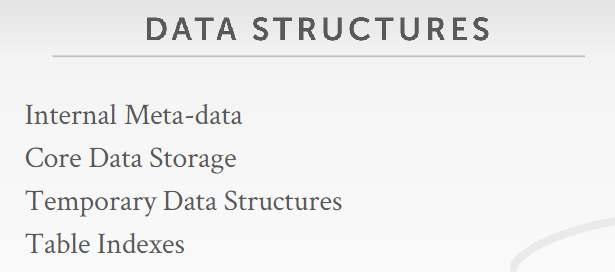 DATA STRUCTURES
Internal Meta-data
Core Data Storage
Temporary Data Structures
Table Indexes